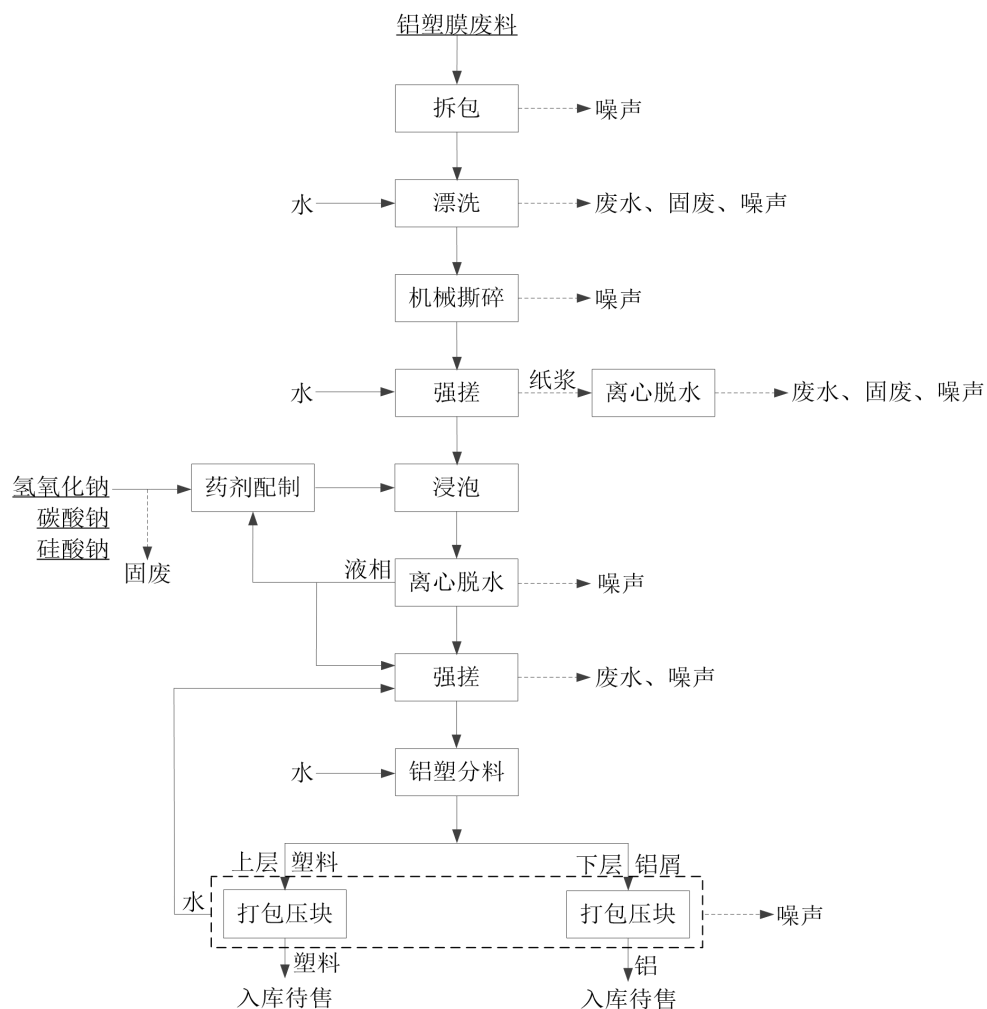 铝塑膜废料
拆包
噪声
水
漂洗
废水、固废、噪声
机械撕碎
噪声
水
强搓
纸浆
离心脱水
废水、固废、噪声
氢氧化钠
碳酸钠
硅酸钠
固废
药剂配制
浸泡
液相
离心脱水
噪声
强搓
废水、噪声
水
铝塑分料
上层 塑料
下层 铝屑
水
打包压块
打包压块
噪声
塑料
铝
入库待售
入库待售